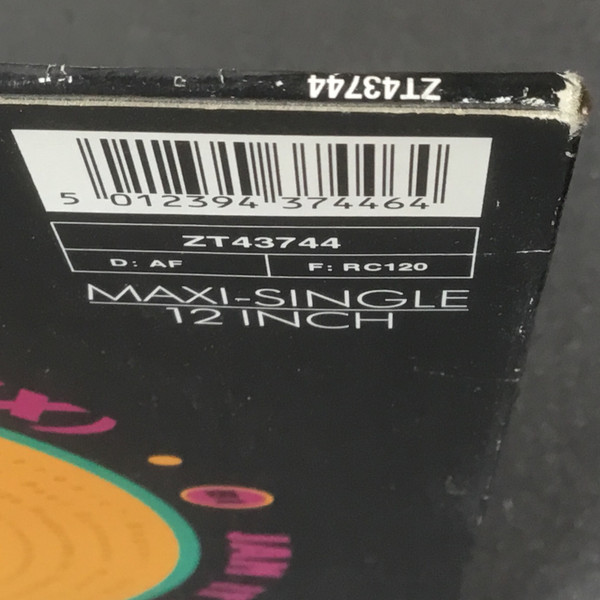 ZT43744
5 012394 374464
ZT43744
D: AF F: RC120
MAXI-SINGLE
12 INCH